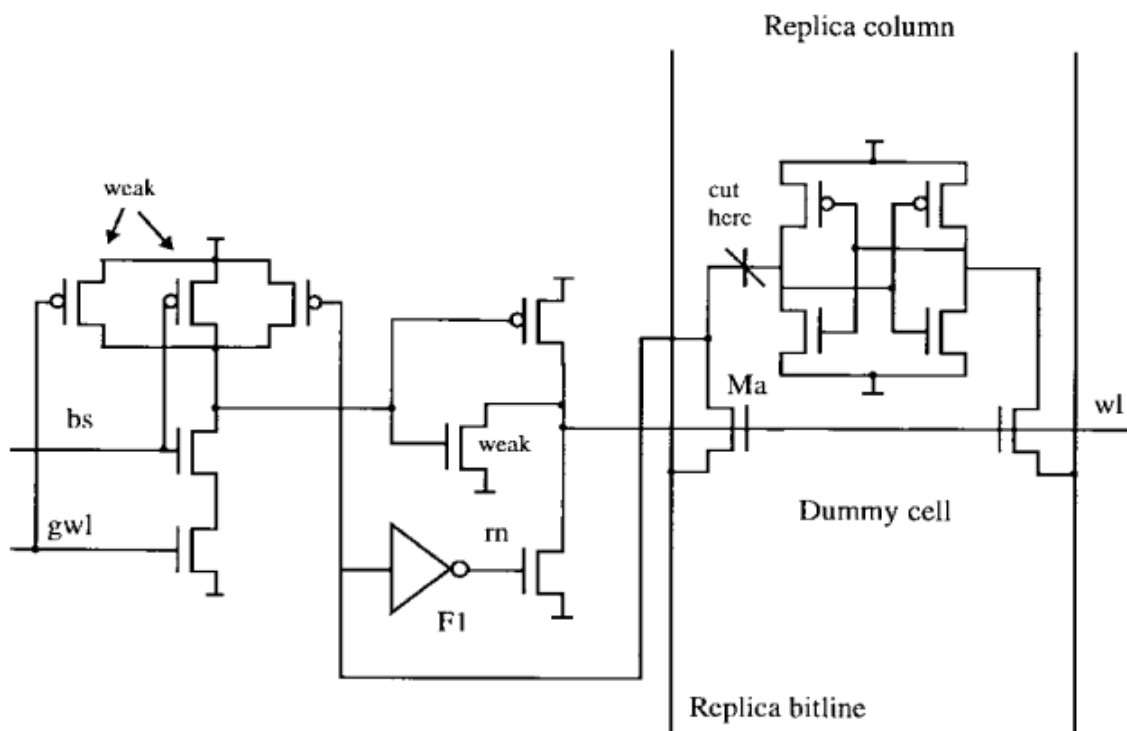 Replica column
weak
cut
here
bs
Ma
wl
weak
gwl
rn
Dummy cell
F1
Replica bitline